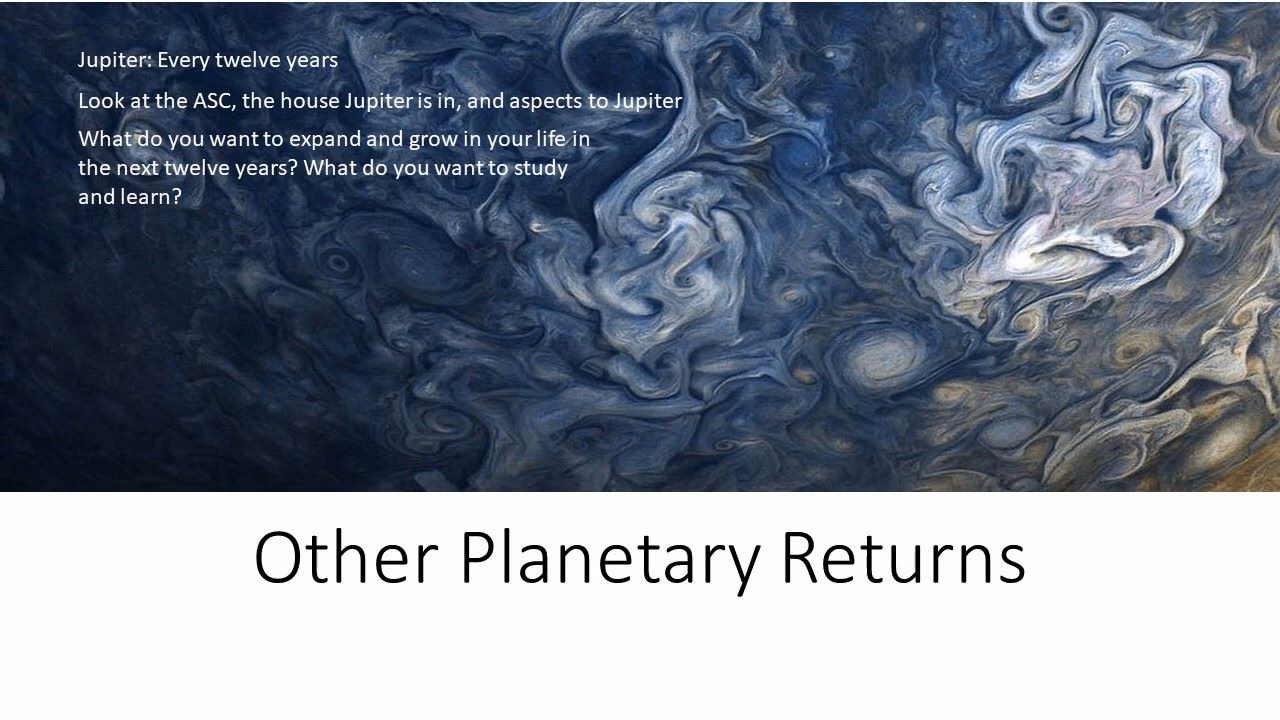 Jupiter: Every twelve years
Look at the ASC, the house Jupiter is in, and aspects to Jupiter
What do you want to expand and grow in your life in
the next twelve years? What do you want to study
and learn?
Other Planetary Returns